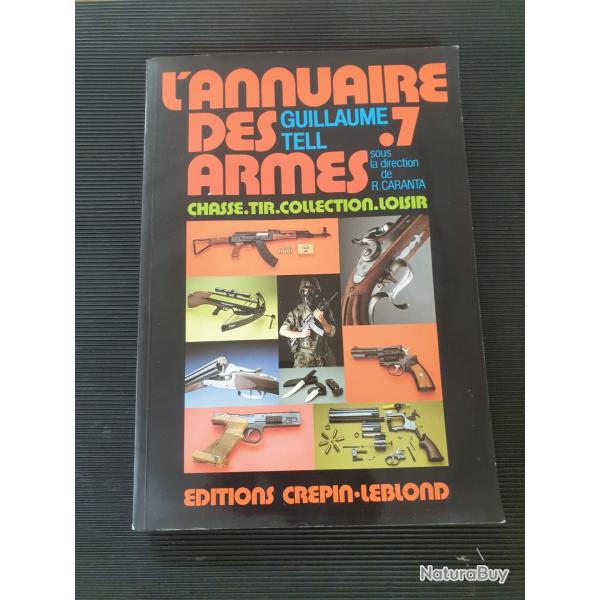 L'ANNUAIRE
DES GUILLAUME .7
TELL
ARMES
sous
la direction
de
R.CARANTA
CHASSE.TIR.COLLECTION.LOISIR
EDITIONS CREPIN-LEBLOND
NaturaBuy